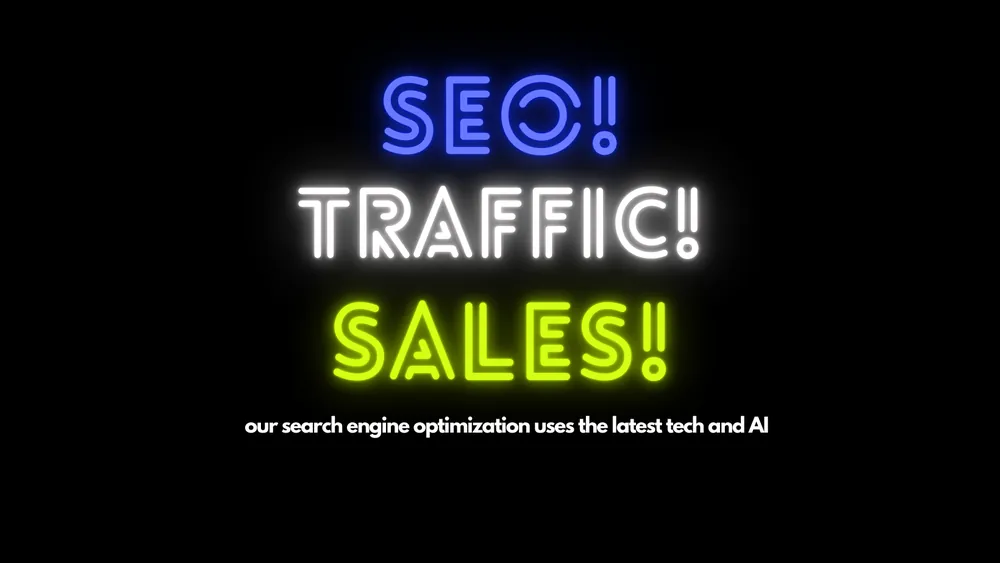 SEO!
TRAFFIC!
SALES!
our search engine optimization uses the latest tech and AI